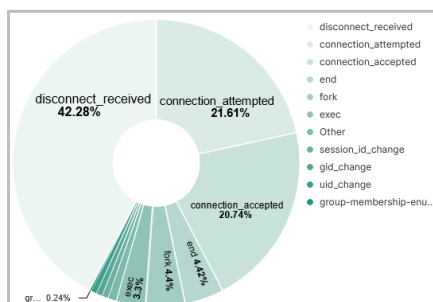 disconnect_received
42.28%
connection_attempted
21.61%
connection_accepted
20.74%
end 4.42%
fork
4.4%
exec
3.3%
gr... 0.24%
disconnect_received
connection_attempted
connection_accepted
end
fork
exec
Other
session_id_change
gid_change
uid_change
group-membership-enu...